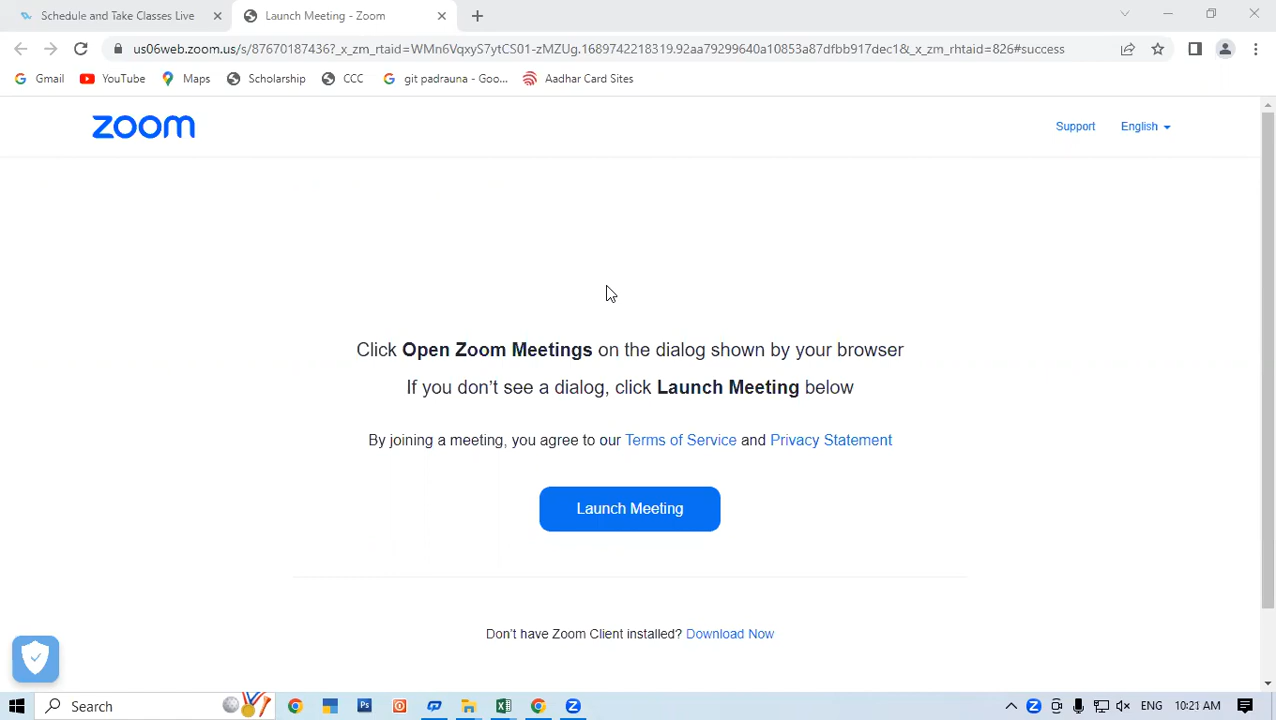 Schedule and Take Classes Live
Launch Meeting - Zoom
us06web.zoom.us/s/87670187436?_x_zm_rtaid=WMn6VqxyS7ytCS01-zMZUg.1689742218319.92aa79299640a10853a87dfbb917dec1&_x_zm_rhtaid=826#success
Gmail YouTube Maps Scholarship CCC git padrauna - Goo... Aadhar Card Sites
zoom
Support English
Click Open Zoom Meetings on the dialog shown by your browser
If you don’t see a dialog, click Launch Meeting below
By joining a meeting, you agree to our Terms of Service and Privacy Statement
Launch Meeting
Don’t have Zoom Client installed? Download Now
Search
Ps
ENG 10:21 AM